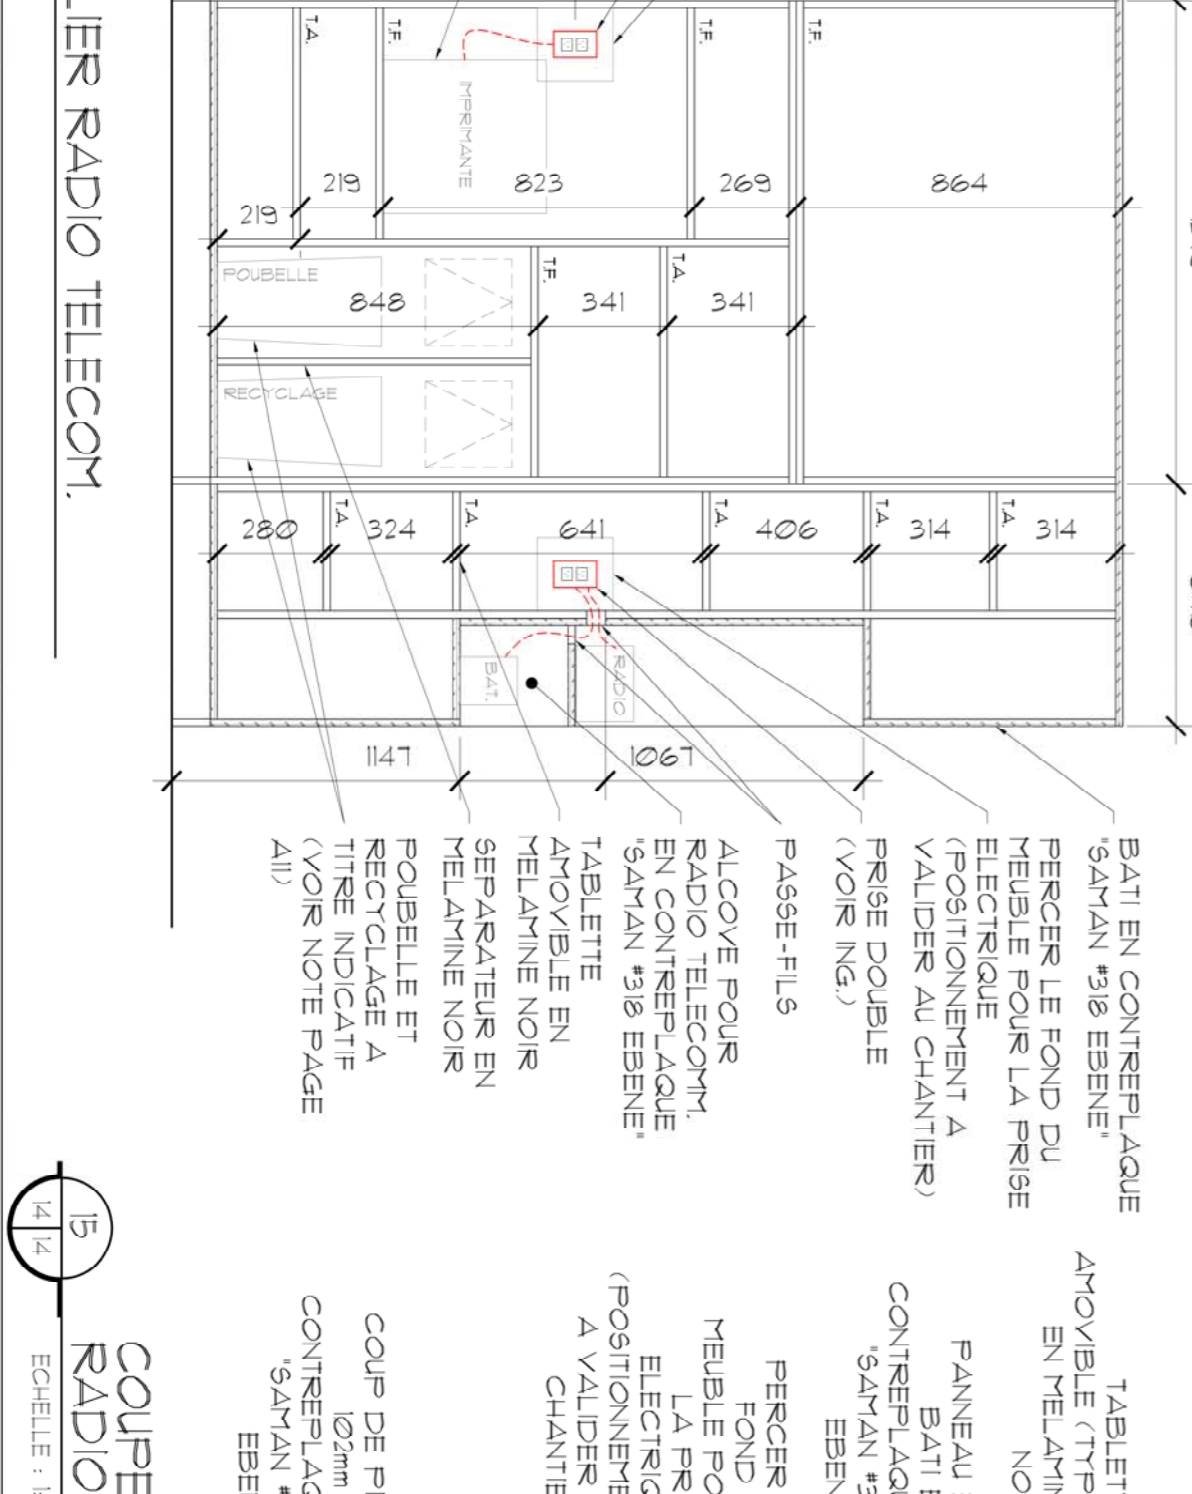 LIER RADIO TELECOM.
T.A.
T.F.
T.F.
T.F.
MPRIMANTE
219
219
823
269
864
POUBELLE
848
T.F.
341
T.A.
341
RECYCLAGE
280
T.A.
324
T.A.
641
T.A.
406
T.A.
314
T.A.
314
BAT.
RADIO
1147
1067
BATI EN CONTREPLAQUE
"SAMAN #318 EBENE"
PERCER LE FOND DU
MEUBLE POUR LA PRISE
ELECTRIQUE
(POSITIONNEMENT A
VALIDER AU CHANTIER)
PRISE DOUBLE
(VOIR ING.)
PASSE-FILS
ALCOVE POUR
RADIO TELECOMM.
EN CONTREPLAQUE
"SAMAN #318 EBENE"
TABLETTE
AMOVIBLE EN
MELAMINE NOIR
SEPARATEUR EN
MELAMINE NOIR
POUBELLE ET
RECYCLAGE A
TITRE INDICATIF
(VOIR NOTE PAGE
A11)
TABLET
AMOVIBLE (TYP
EN MELAMIN
NO
PANNEAU
BATI E
CONTREPLAQU
"SAMAN #3
EBEN
PERCER
FOND
MEUBLE PO
LA PR
ELECTRIQ
(POSITIONNEME
A VALIDER
CHANTIE
COUP DE P
102mm
CONTREPLAG
"SAMAN #
EBE
15
14
14
COUPE
RADIO
ECHELLE : 1